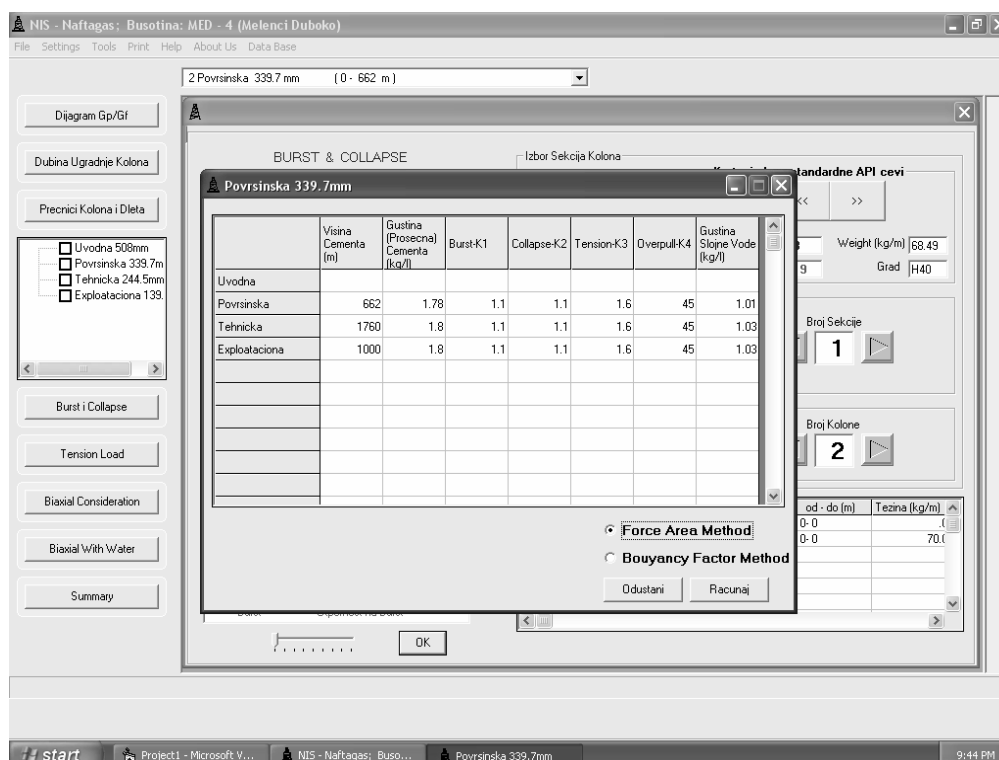 NIS - Naftagas; Busotina: MED - 4 (Melenci Duboko)
File Settings Tools Print Help About Us Data Base
2 Povrsinska 339.7 mm ( 0 - 662 m )
Dijagram Gp/Gf
Dubina Ugradnje Kolona
Precnici Kolona i Dleta
Uvodna 508mm
Povrsinska 339.7m
Tehnicka 244.5mm
Exploataciona 139.
Burst i Collapse
Tension Load
Biaxial Consideration
Biaxial With Water
Summary
BURST & COLLAPSE
Izbor Sekcija Kolona
standardne API cevi
<< >>
Weight (kg/m) 68.49
9 Grad H40
Broj Sekcije
1
Broj Kolone
2
od - do (m) Tezina (kg/m)
0- 0
0- 0 70.0
OK
Povrsinska 339.7mm
Visina Cementa (m) Gustina (Prosecna) Cementa (kg/l) Burst-K1 Collapse-K2 Tension-K3 Overpull-K4 Gustina Slojne Vode (kg/l)
Uvodna
Povrsinska 662 1.78 1.1 1.1 1.6 45 1.01
Tehnicka 1760 1.8 1.1 1.1 1.6 45 1.03
Exploataciona 1000 1.8 1.1 1.1 1.6 45 1.03
Force Area Method
Bouyancy Factor Method
Odustani Racunaj
start Project1 - Microsoft V... NIS - Naftagas; Buso... Povrsinska 339.7mm 9:44 PM